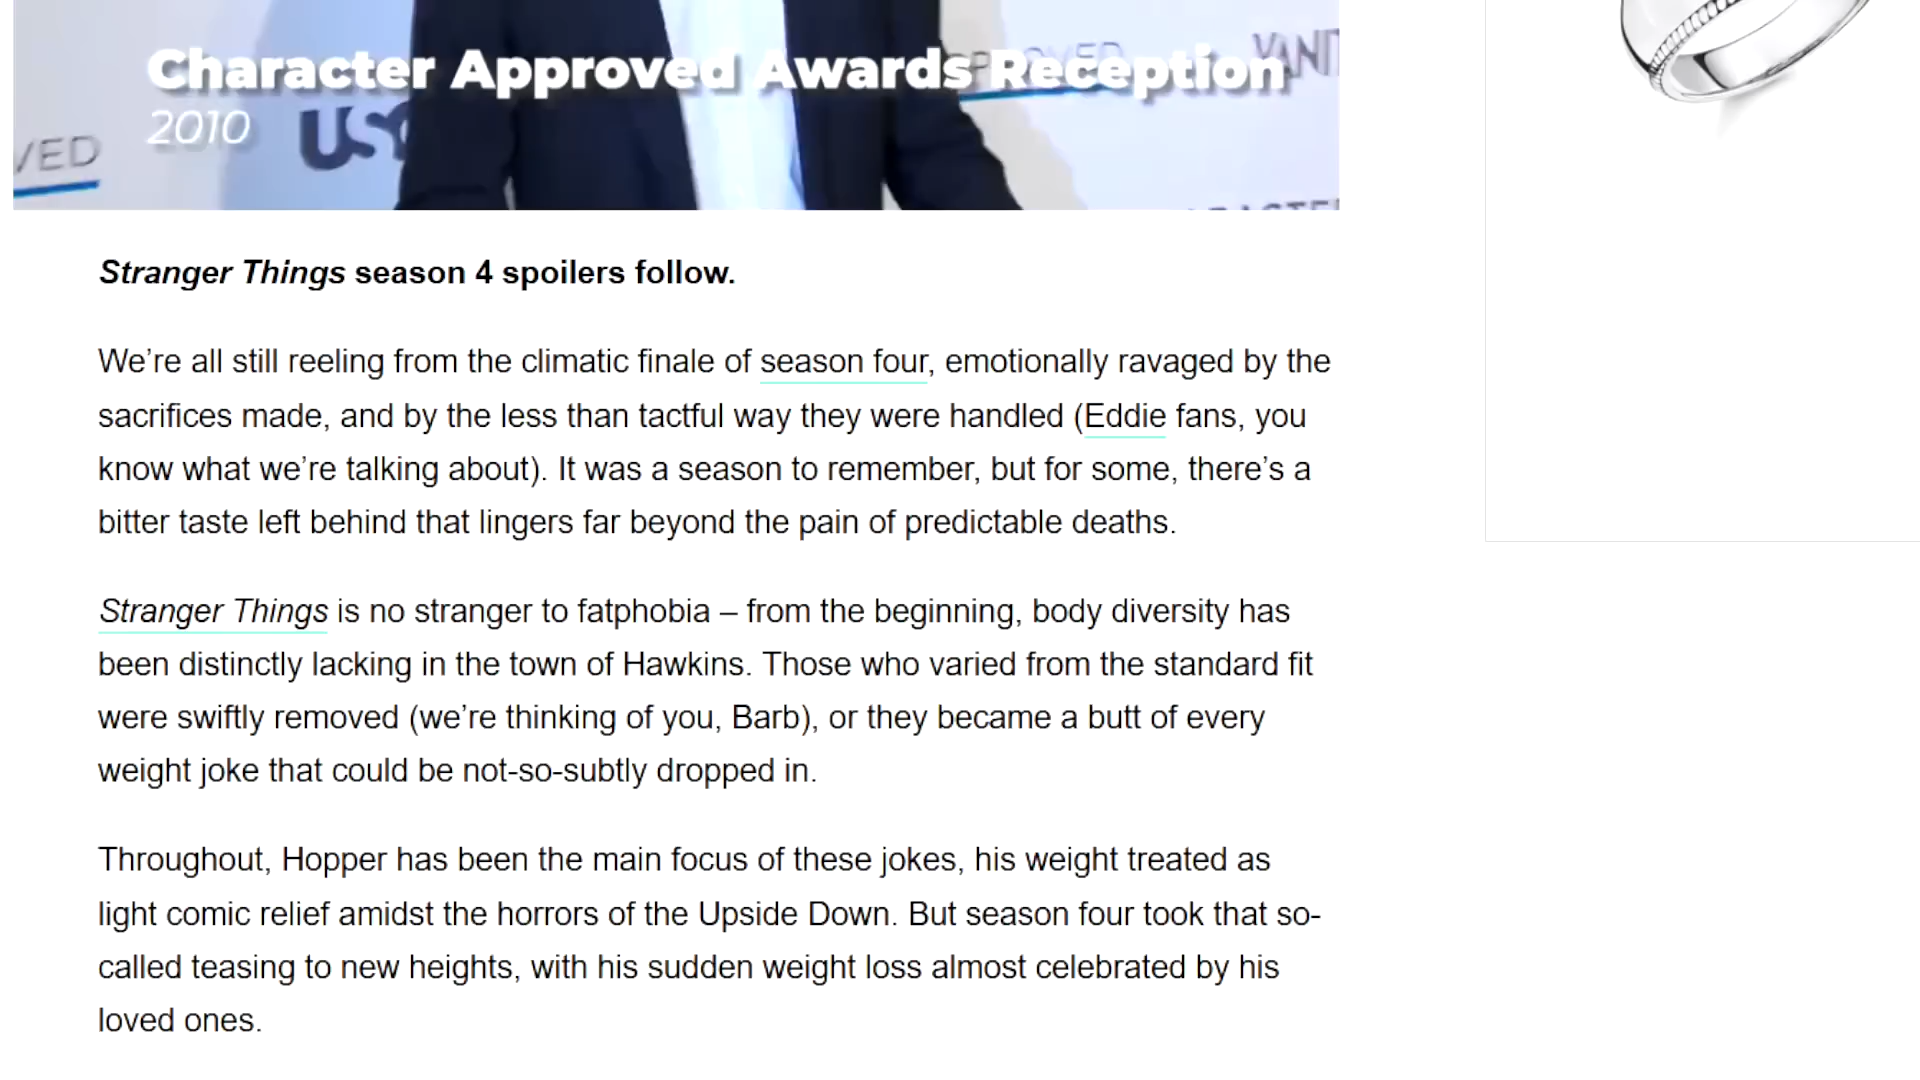 Character Approved Awards Reception
2010
VED
US
VANIT
Stranger Things season 4 spoilers follow.
We’re all still reeling from the climatic finale of season four, emotionally ravaged by the
sacrifices made, and by the less than tactful way they were handled (Eddie fans, you
know what we’re talking about). It was a season to remember, but for some, there’s a
bitter taste left behind that lingers far beyond the pain of predictable deaths.
Stranger Things is no stranger to fatphobia – from the beginning, body diversity has
been distinctly lacking in the town of Hawkins. Those who varied from the standard fit
were swiftly removed (we’re thinking of you, Barb), or they became a butt of every
weight joke that could be not-so-subtly dropped in.
Throughout, Hopper has been the main focus of these jokes, his weight treated as
light comic relief amidst the horrors of the Upside Down. But season four took that so-
called teasing to new heights, with his sudden weight loss almost celebrated by his
loved ones.